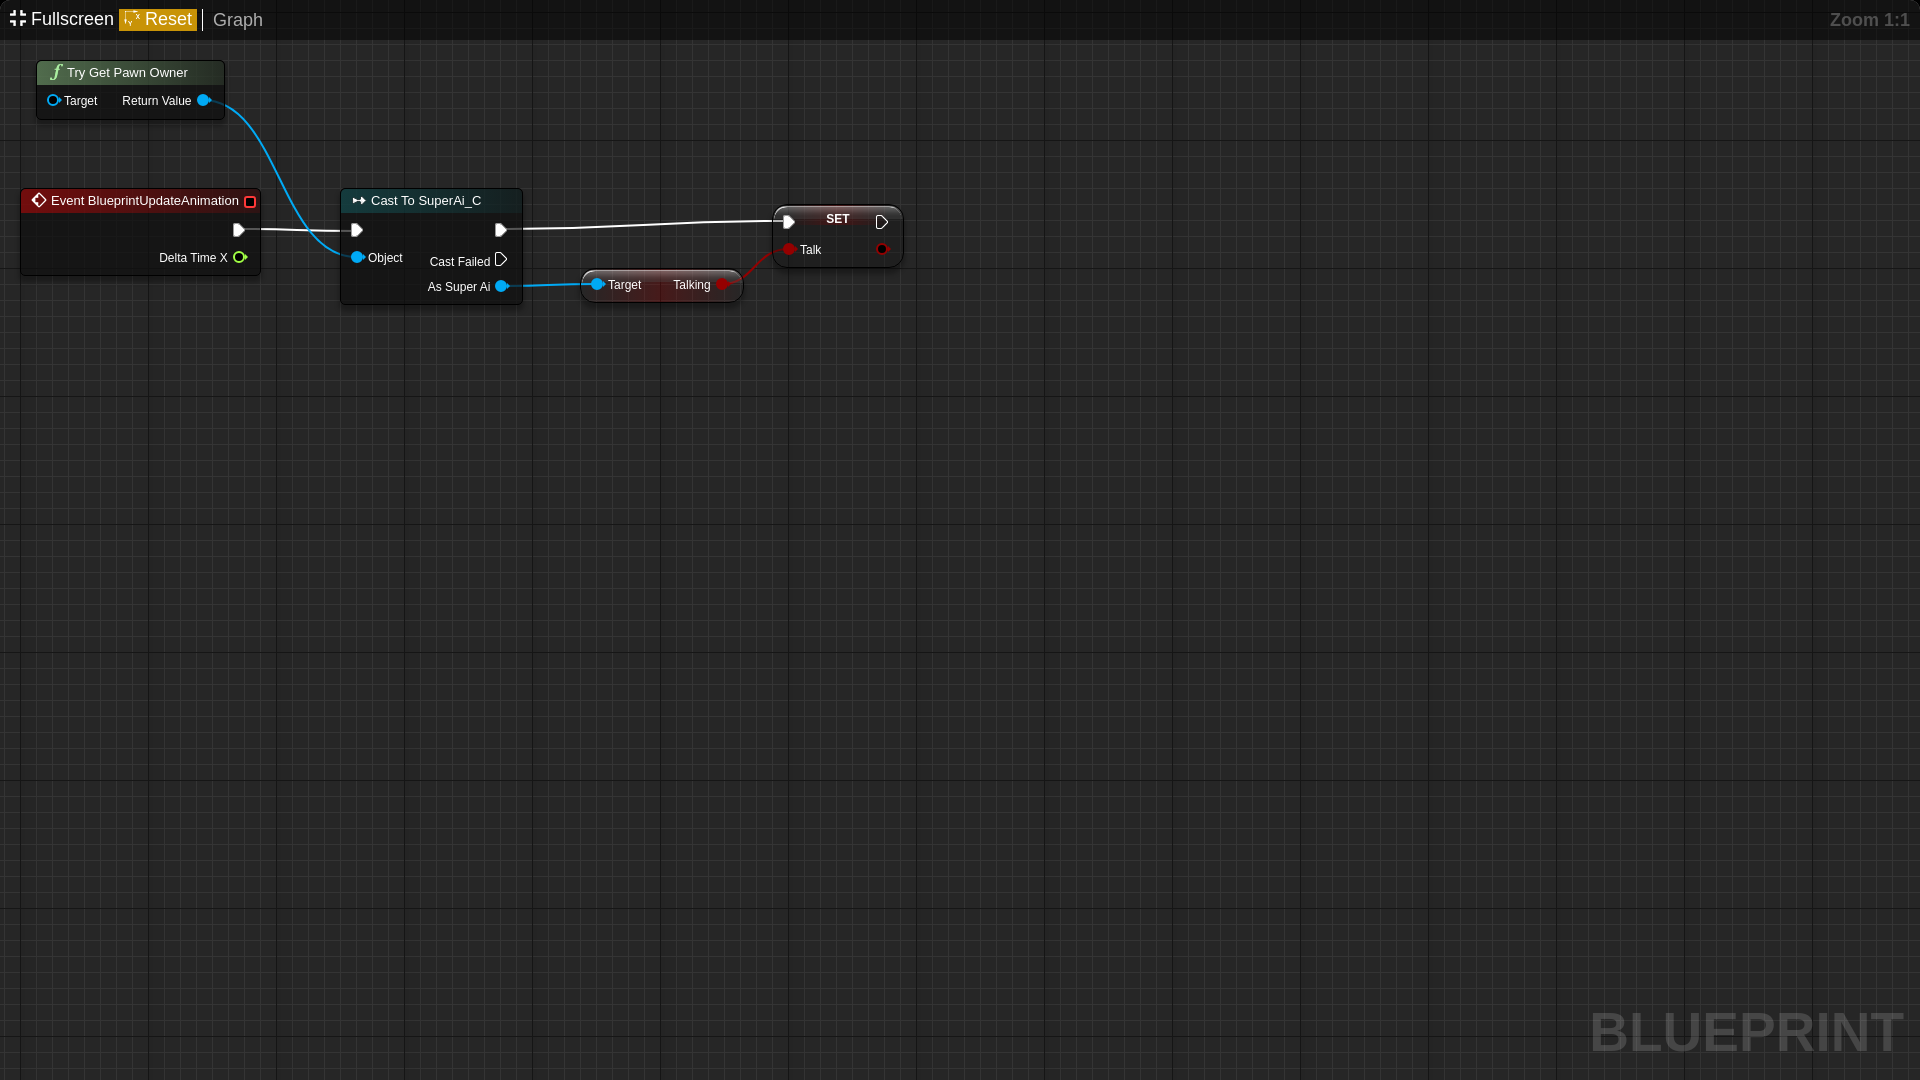 Fullscreen Reset Graph Zoom 1:1
Try Get Pawn Owner
Target Return Value
Event BlueprintUpdateAnimation
Delta Time X
Cast To SuperAi_C
Object
Cast Failed
As Super Ai
Target Talking
SET
Talk
BLUEPRINT